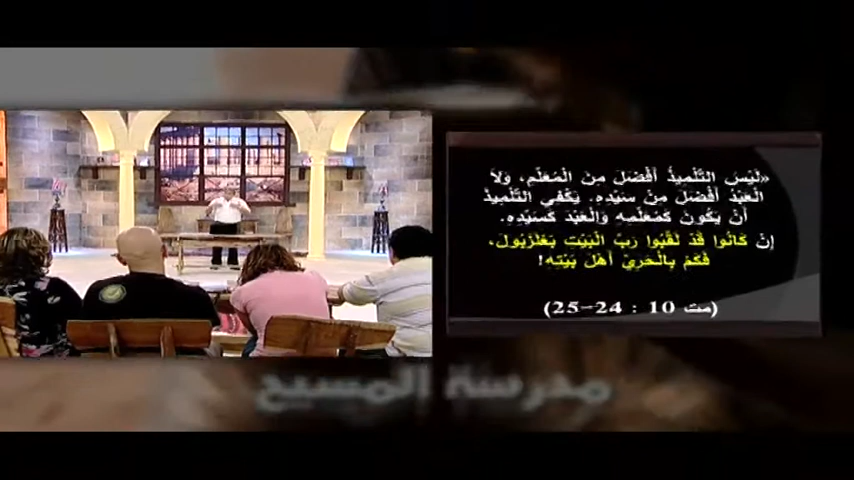 «لَيْسَ التِّلْمِيذُ أَفْضَلَ مِنَ الْمُعَلِّمِ، وَلاَ
الْعَبْدُ أَفْضَلَ مِنْ سَيِّدِهِ. يَكْفِي التِّلْمِيذَ
أَنْ يَكُونَ كَمُعَلِّمِهِ وَالْعَبْدَ كَسَيِّدِهِ.
إِنْ كَانُوا قَدْ لَقَّبُوا رَبَّ الْبَيْتِ بَعْلَزَبُولَ،
فَكَمْ بِالْحَرِيِّ أَهْلَ بَيْتِهِ!
(مت 10 : 24-25)
مدرسة المسيح